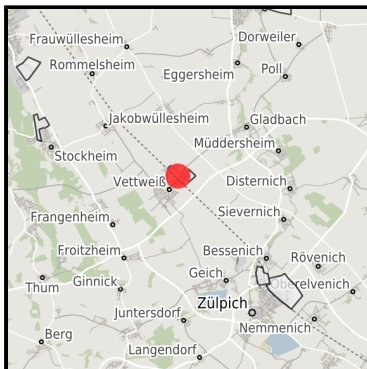 Frauwüllesheim
Dorweiler
Rommelsheim
Eggersheim
Poll
Jakobwüllesheim
Gladbach
Müddersheim
Stockheim
Vettweiß
Disternich
Sievernich
Frangenheim
Froitzheim
Bessenich
Rövenich
Geich
Thum
Ginnick
Oberelvenich
Zülpich
Juntersdorf
Nemmenich
Berg
Langendorf